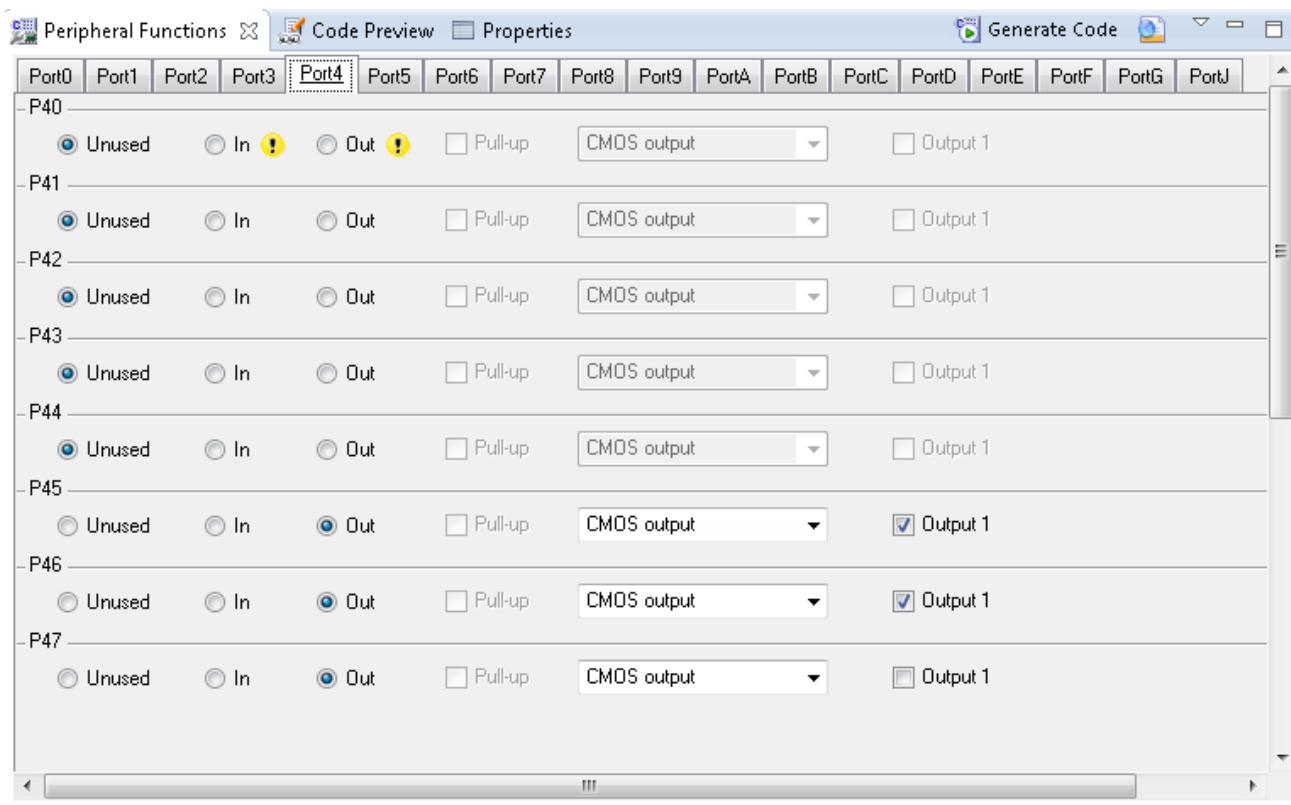 Peripheral Functions Code Preview Properties Generate Code
Port0 Port1 Port2 Port3 Port4 Port5 Port6 Port7 Port8 Port9 PortA PortB PortC PortD PortE PortF PortG PortJ
P40
Unused In Out Pull-up CMOS output Output 1
P41
Unused In Out Pull-up CMOS output Output 1
P42
Unused In Out Pull-up CMOS output Output 1
P43
Unused In Out Pull-up CMOS output Output 1
P44
Unused In Out Pull-up CMOS output Output 1
P45
Unused In Out Pull-up CMOS output Output 1
P46
Unused In Out Pull-up CMOS output Output 1
P47
Unused In Out Pull-up CMOS output Output 1